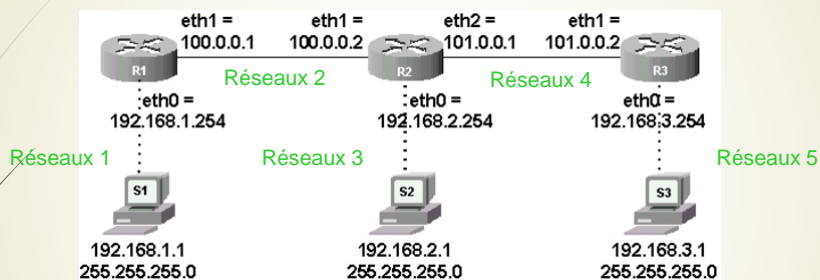 eth1 =
100.0.0.1
eth1 =
100.0.0.2
eth2 =
101.0.0.1
eth1 =
101.0.0.2
R1
R2
R3
Réseaux 2
Réseaux 4
eth0 =
192.168.1.254
eth0 =
192.168.2.254
eth0 =
192.168.3.254
Réseaux 1
Réseaux 3
Réseaux 5
S1
S2
S3
192.168.1.1
255.255.255.0
192.168.2.1
255.255.255.0
192.168.3.1
255.255.255.0